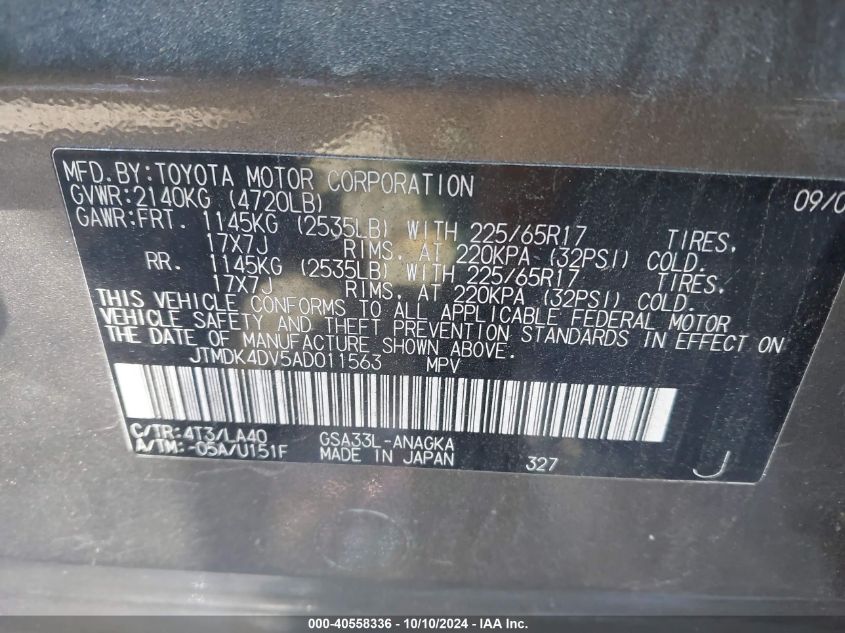 MFD. BY: TOYOTA MOTOR CORPORATION 09/0
GVWR: 2140KG (4720LB)
GAWR: FRT. 1145KG (2535LB) WITH 225/65R17 TIRES,
17X7J RIMS, AT 220KPA (32PSI) COLD.
RR. 1145KG (2535LB) WITH 225/65R17 TIRES,
17X7J RIMS, AT 220KPA (32PSI) COLD.
THIS VEHICLE CONFORMS TO ALL APPLICABLE FEDERAL MOTOR
VEHICLE SAFETY AND THEFT PREVENTION STANDARDS IN EFFECT ON
THE DATE OF MANUFACTURE SHOWN ABOVE.
JTMDK4DV5AD011563 MPV
C/TR: 4T3/LA40 GSA33L-ANAGKA
A/TM: -05A/U151F MADE IN JAPAN 327 J
000-40558336 - 10/10/2024 - IAA Inc.